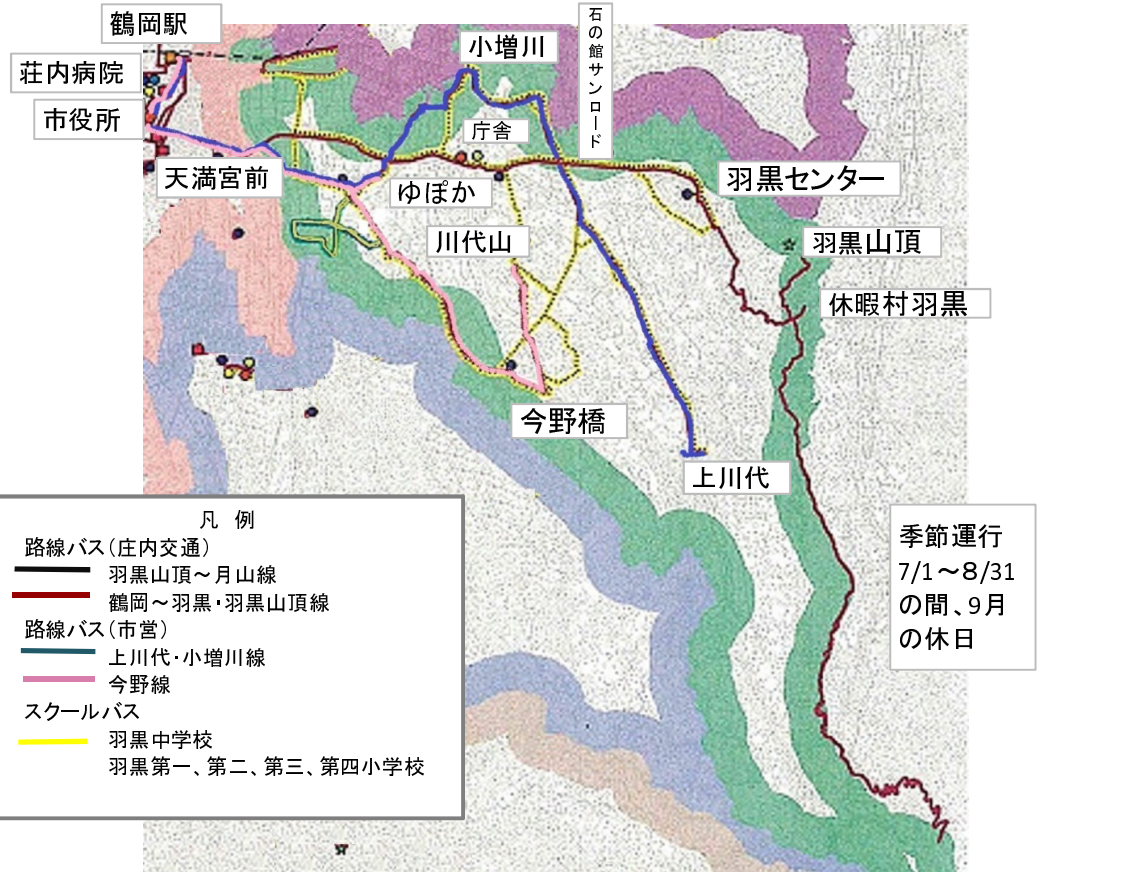 鶴岡駅
荘内病院
市役所
天満宮前
小増川
石の館サンロード
庁舎
ゆぽか
川代山
羽黒センター
羽黒山頂
休暇村羽黒
今野橋
上川代
季節運行
7/1～８/31
の間、9月
の休日
凡　例
路線バス（庄内交通）
羽黒山頂～月山線
鶴岡～羽黒・羽黒山頂線
路線バス（市営）
上川代・小増川線
今野線
スクールバス
羽黒中学校
羽黒第一、第二、第三、第四小学校